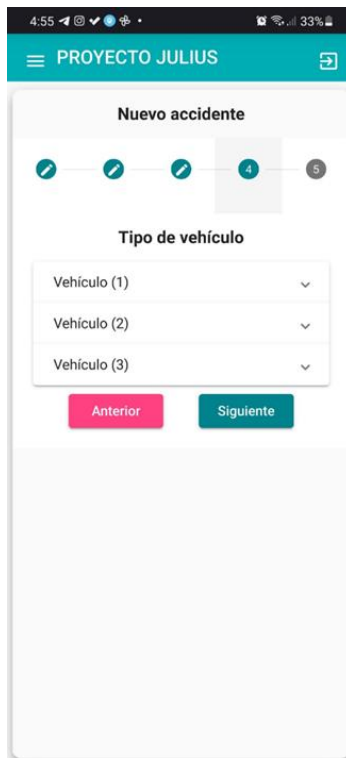 4:55 33%
PROYECTO JULIUS
Nuevo accidente
4 5
Tipo de vehículo
Vehículo (1)
Vehículo (2)
Vehículo (3)
Anterior Siguiente